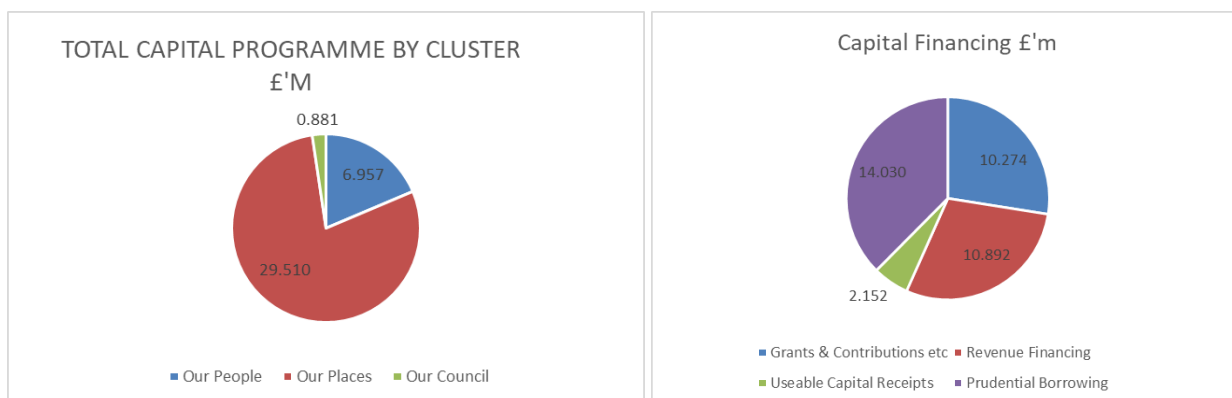 TOTAL CAPITAL PROGRAMME BY CLUSTER
£'M
0.881
6.957
29.510
Our People Our Places Our Council
Capital Financing £'m
10.274
14.030
10.892
2.152
Grants & Contributions etc Revenue Financing
Useable Capital Receipts Prudential Borrowing